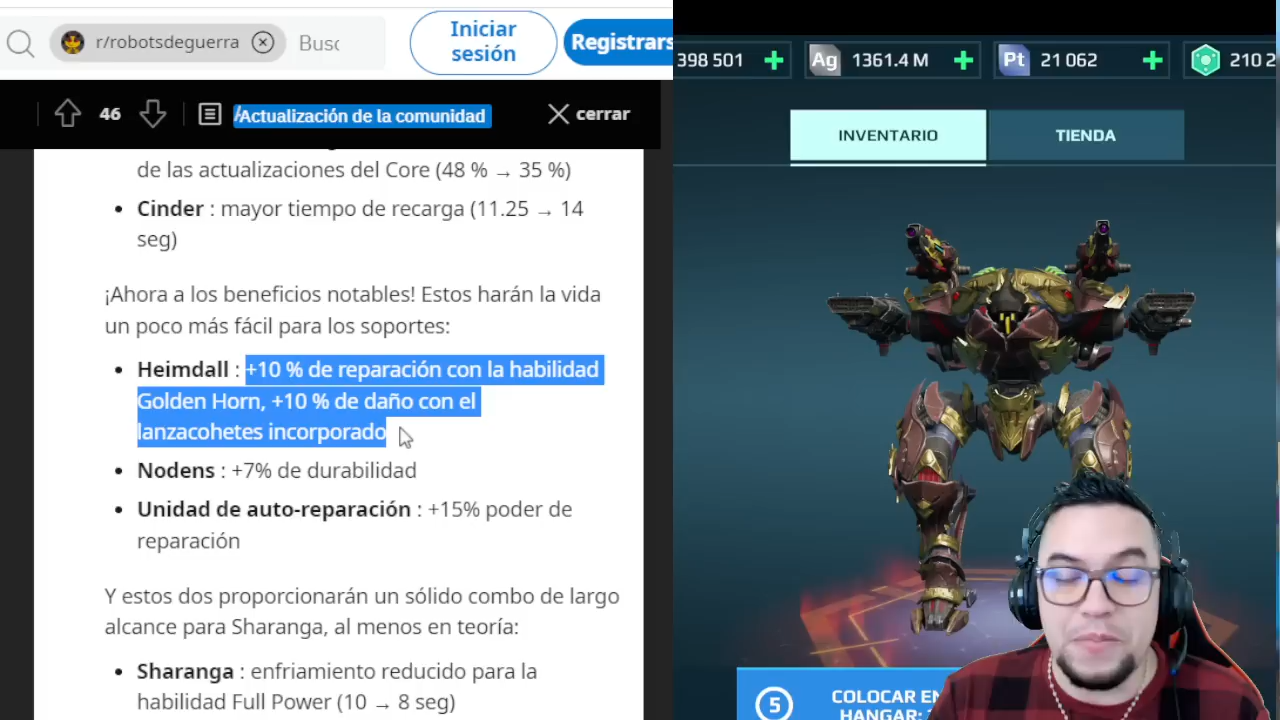 r/robotsdeguerra
Busc
Iniciar
sesión
Registrars
46
/Actualización de la comunidad
cerrar
de las actualizaciones del Core (48 % → 35 %)
• Cinder : mayor tiempo de recarga (11.25 → 14
seg)
¡Ahora a los beneficios notables! Estos harán la vida
un poco más fácil para los soportes:
• Heimdall : +10 % de reparación con la habilidad
Golden Horn, +10 % de daño con el
lanzacohetes incorporado
• Nodens : +7% de durabilidad
• Unidad de auto-reparación : +15% poder de
reparación
Y estos dos proporcionarán un sólido combo de largo
alcance para Sharanga, al menos en teoría:
• Sharanga : enfriamiento reducido para la
habilidad Full Power (10 → 8 seg)
398 501
Ag 1361.4 M
Pt 21 062
210 2
INVENTARIO
TIENDA
5
COLOCAR EN
HANGAR: